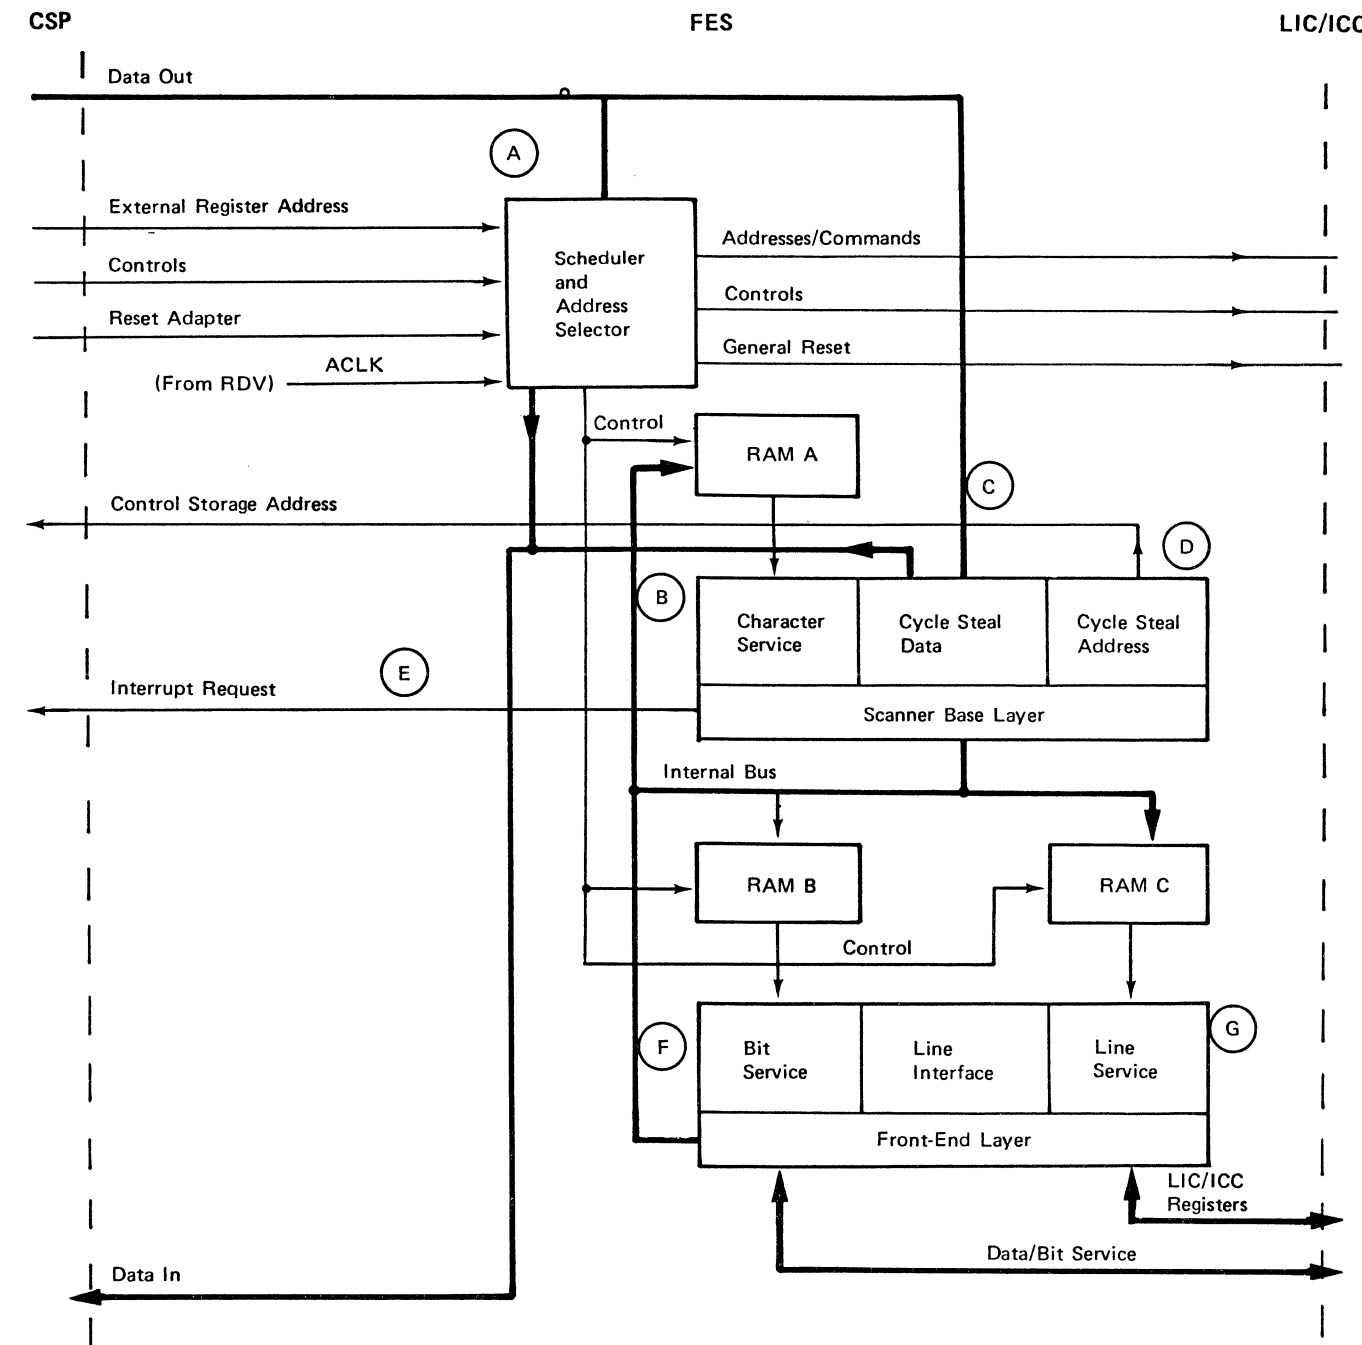 CSP
FES
LIC/ICC
Data Out
A
External Register Address
Controls
Reset Adapter
(From RDV)
ACLK
Scheduler
and
Address
Selector
Addresses/Commands
Controls
General Reset
Control
RAM A
C
Control Storage Address
D
B
Character
Service
Cycle Steal
Data
Cycle Steal
Address
E
Interrupt Request
Scanner Base Layer
Internal Bus
RAM B
RAM C
Control
F
G
Bit
Service
Line
Interface
Line
Service
Front-End Layer
LIC/ICC
Registers
Data/Bit Service
Data In